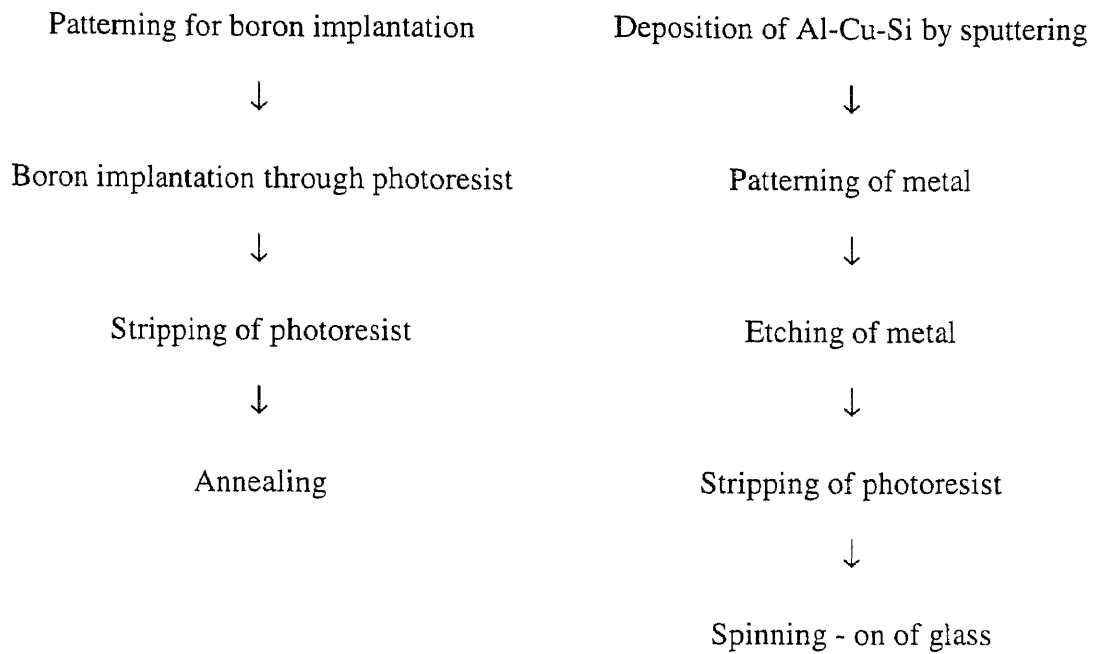 Patterning for boron implantation
↓
Boron implantation through photoresist
↓
Stripping of photoresist
↓
Annealing
Deposition of Al-Cu-Si by sputtering
↓
Patterning of metal
↓
Etching of metal
↓
Stripping of photoresist
↓
Spinning - on of glass